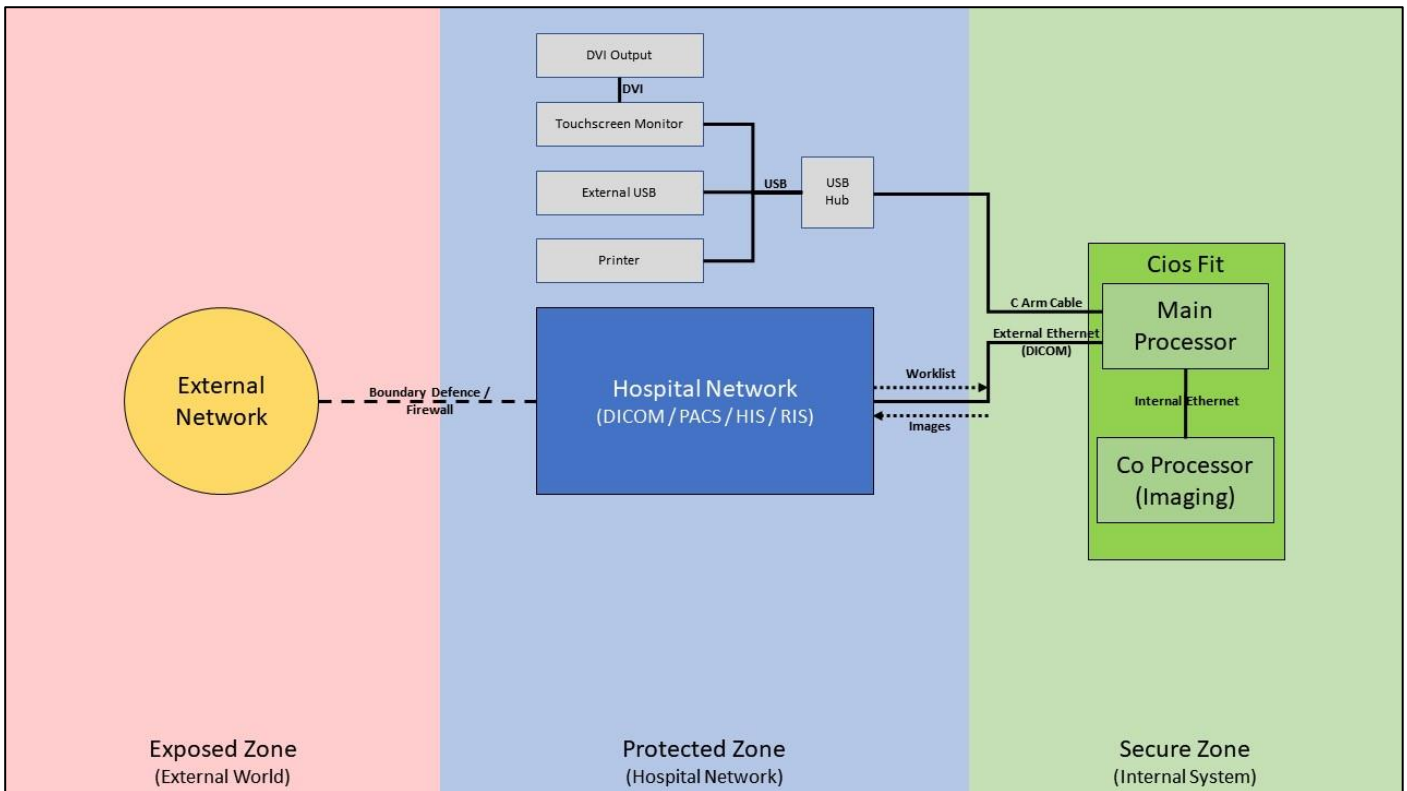 DVI Output
DVI
Touchscreen Monitor
External USB
USB
USB
Hub
Printer
Cios Fit
Main
Processor
C Arm Cable
External Ethernet
(DICOM)
Internal Ethernet
Co Processor
(Imaging)
External
Network
Boundary Defence /
Firewall
Hospital Network
(DICOM / PACS / HIS / RIS)
Worklist
Images
Exposed Zone
(External World)
Protected Zone
(Hospital Network)
Secure Zone
(Internal System)